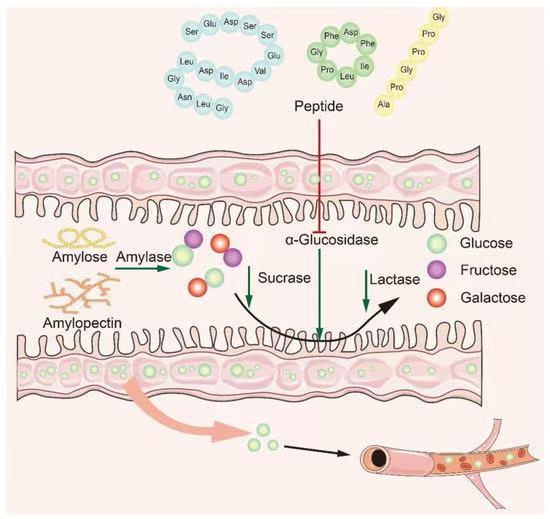 Ser Glu Asp Ser Ser Glu Val Asp Ile Asp Leu Gly Asn Leu Gly
Phe Asp Phe Ile Leu Pro Gly
Gly Pro Pro Gly Pro Ala
Peptide
α-Glucosidase
Amylose
Amylase
Amylopectin
Sucrase
Lactase
Glucose
Fructose
Galactose